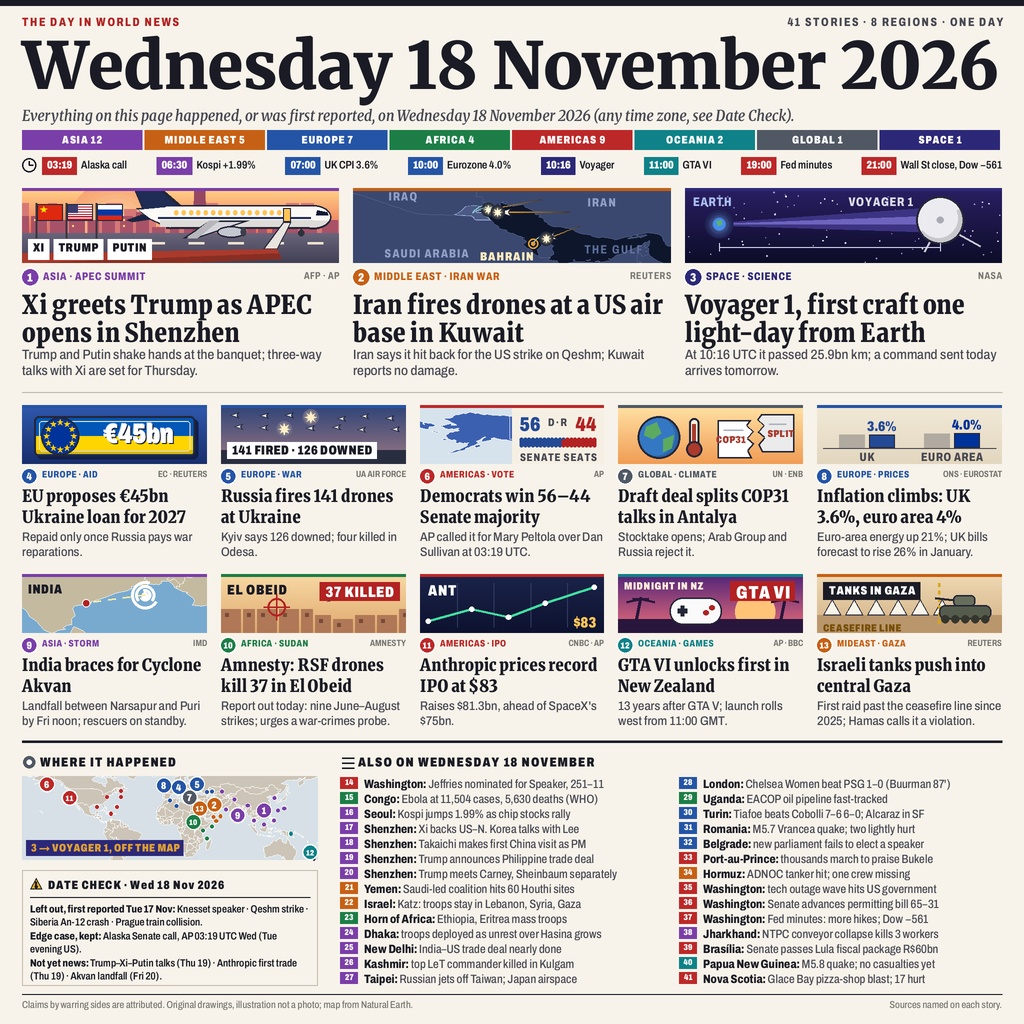 THE DAY IN WORLD NEWS
41 STORIES · 8 REGIONS · ONE DAY
Wednesday 18 November 2026
Everything on this page happened, or was first reported, on Wednesday 18 November 2026 (any time zone, see Date Check).
ASIA 12
MIDDLE EAST 5
EUROPE 7
AFRICA 4
AMERICAS 9
OCEANIA 2
GLOBAL 1
SPACE 1
03:19 Alaska call
06:30 Kospi +1.99%
07:00 UK CPI 3.6%
10:00 Eurozone 4.0%
10:16 Voyager
11:00 GTA VI
19:00 Fed minutes
21:00 Wall St close, Dow −561
XI TRUMP PUTIN
1 ASIA · APEC SUMMIT
AFP · AP
Xi greets Trump as APEC
opens in Shenzhen
Trump and Putin shake hands at the banquet; three-way
talks with Xi are set for Thursday.
IRAQ
IRAN
SAUDI ARABIA
BAHRAIN
THE GULF
2 MIDDLE EAST · IRAN WAR
REUTERS
Iran fires drones at a US air
base in Kuwait
Iran says it hit back for the US strike on Qeshm; Kuwait
reports no damage.
EARTH
VOYAGER 1
3 SPACE · SCIENCE
NASA
Voyager 1, first craft one
light-day from Earth
At 10:16 UTC it passed 25.9bn km; a command sent today
arrives tomorrow.
€45bn
4 EUROPE · AID
EC · REUTERS
EU proposes €45bn
Ukraine loan for 2027
Repaid only once Russia pays war
reparations.
141 FIRED · 126 DOWNED
5 EUROPE · WAR
UA AIR FORCE
Russia fires 141 drones
at Ukraine
Kyiv says 126 downed; four killed in
Odesa.
56 D · R 44
SENATE SEATS
6 AMERICAS · VOTE
AP
Democrats win 56–44
Senate majority
AP called it for Mary Peltola over Dan
Sullivan at 03:19 UTC.
COP31
SPLIT
7 GLOBAL · CLIMATE
UN · ENB
Draft deal splits COP31
talks in Antalya
Stocktake opens; Arab Group and
Russia reject it.
3.6%
4.0%
UK
EURO AREA
8 EUROPE · PRICES
ONS · EUROSTAT
Inflation climbs: UK
3.6%, euro area 4%
Euro-area energy up 21%; UK bills
forecast to rise 26% in January.
INDIA
9 ASIA · STORM
IMD
India braces for Cyclone
Akvan
Landfall between Narsapur and Puri
by Fri noon; rescuers on standby.
EL OBEID
37 KILLED
10 AFRICA · SUDAN
AMNESTY
Amnesty: RSF drones
kill 37 in El Obeid
Report out today: nine June–August
strikes; urges a war-crimes probe.
ANT
$83
11 AMERICAS · IPO
CNBC · AP
Anthropic prices record
IPO at $83
Raises $81.3bn, ahead of SpaceX's
$75bn.
MIDNIGHT IN NZ
GTA VI
12 OCEANIA · GAMES
AP · BBC
GTA VI unlocks first in
New Zealand
13 years after GTA V; launch rolls
west from 11:00 GMT.
TANKS IN GAZA
CEASEFIRE LINE
13 MIDEAST · GAZA
REUTERS
Israeli tanks push into
central Gaza
First raid past the ceasefire line since
2025; Hamas calls it a violation.
WHERE IT HAPPENED
6
11
8
4
5
7
13
2
10
9
1
12
3 → VOYAGER 1, OFF THE MAP
DATE CHECK · Wed 18 Nov 2026
Left out, first reported Tue 17 Nov: Knesset speaker · Qeshm strike ·
Siberia An-12 crash · Prague train collision.
Edge case, kept: Alaska Senate call, AP 03:19 UTC Wed (Tue
evening US).
Not yet news: Trump–Xi–Putin talks (Thu 19) · Anthropic first trade
(Thu 19) · Akvan landfall (Fri 20).
ALSO ON WEDNESDAY 18 NOVEMBER
14 Washington: Jeffries nominated for Speaker, 251–11
15 Congo: Ebola at 11,504 cases, 5,630 deaths (WHO)
16 Seoul: Kospi jumps 1.99% as chip stocks rally
17 Shenzhen: Xi backs US–N. Korea talks with Lee
18 Shenzhen: Takaichi makes first China visit as PM
19 Shenzhen: Trump announces Philippine trade deal
20 Shenzhen: Trump meets Carney, Sheinbaum separately
21 Yemen: Saudi-led coalition hits 60 Houthi sites
22 Israel: Katz: troops stay in Lebanon, Syria, Gaza
23 Horn of Africa: Ethiopia, Eritrea mass troops
24 Dhaka: troops deployed as unrest over Hasina grows
25 New Delhi: India–US trade deal nearly done
26 Kashmir: top LeT commander killed in Kulgam
27 Taipei: Russian jets off Taiwan; Japan airspace
28 London: Chelsea Women beat PSG 1–0 (Buurman 87')
29 Uganda: EACOP oil pipeline fast-tracked
30 Turin: Tiafoe beats Cobolli 7–6 6–0; Alcaraz in SF
31 Romania: M5.7 Vrancea quake; two lightly hurt
32 Belgrade: new parliament fails to elect a speaker
33 Port-au-Prince: thousands march to praise Bukele
34 Hormuz: ADNOC tanker hit; one crew missing
35 Washington: tech outage wave hits US government
36 Washington: Senate advances permitting bill 65–31
37 Washington: Fed minutes: more hikes; Dow −561
38 Jharkhand: NTPC conveyor collapse kills 3 workers
39 Brasília: Senate passes Lula fiscal package R$60bn
40 Papua New Guinea: M5.8 quake; no casualties yet
41 Nova Scotia: Glace Bay pizza-shop blast; 17 hurt
Claims by warring sides are attributed. Original drawings, illustration not a photo; map from Natural Earth.
Sources named on each story.